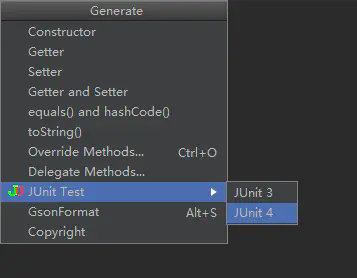 Generate
Constructor
Getter
Setter
Getter and Setter
equals() and hashCode()
toString()
Override Methods... Ctrl+O
Delegate Methods...
JUnit Test
JUnit 3
GsonFormat Alt+S
JUnit 4
Copyright